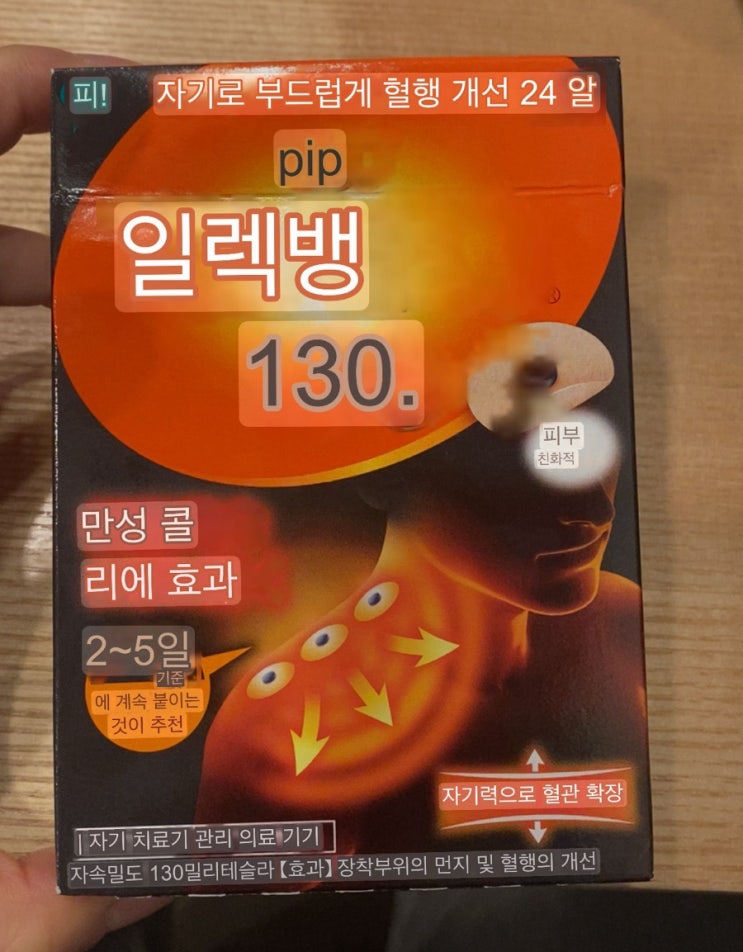 피! 자기로 부드럽게 혈행 개선 24 알
pip
일렉뱅
130.
피부
친화적
만성 콜
리에 효과
2~5일
기준
에 계속 붙이는
것이 추천
자기력으로 혈관 확장
| 자기 치료기 관리 의료 기기
자속밀도 130밀리테슬라【효과】장착부위의 먼지 및 혈행의 개선